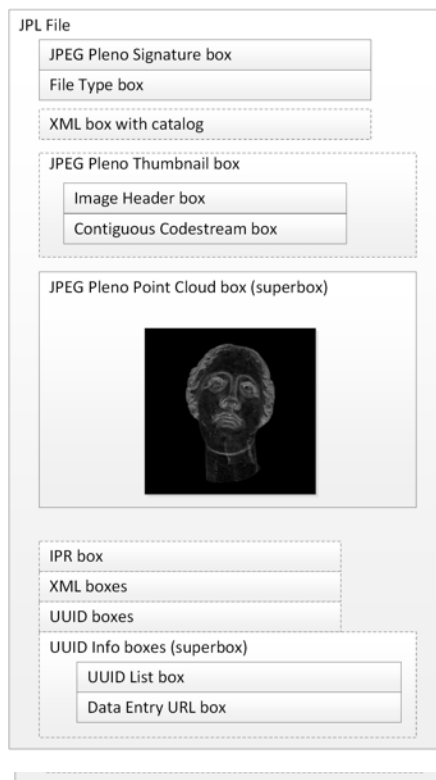 JPL File
JPEG Pleno Signature box
File Type box
XML box with catalog
JPEG Pleno Thumbnail box
Image Header box
Contiguous Codestream box
JPEG Pleno Point Cloud box (superbox)
IPR box
XML boxes
UUID boxes
UUID Info boxes (superbox)
UUID List box
Data Entry URL box